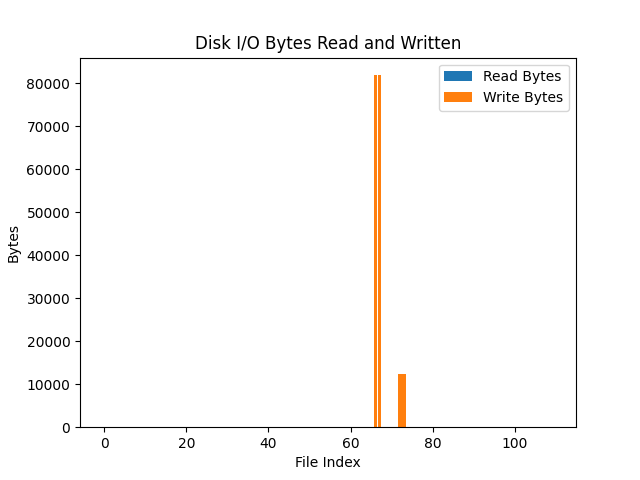 Disk I/O Bytes Read and Written
Read Bytes
Write Bytes
80000
70000
60000
50000
40000
30000
20000
10000
0
Bytes
0 20 40 60 80 100
File Index